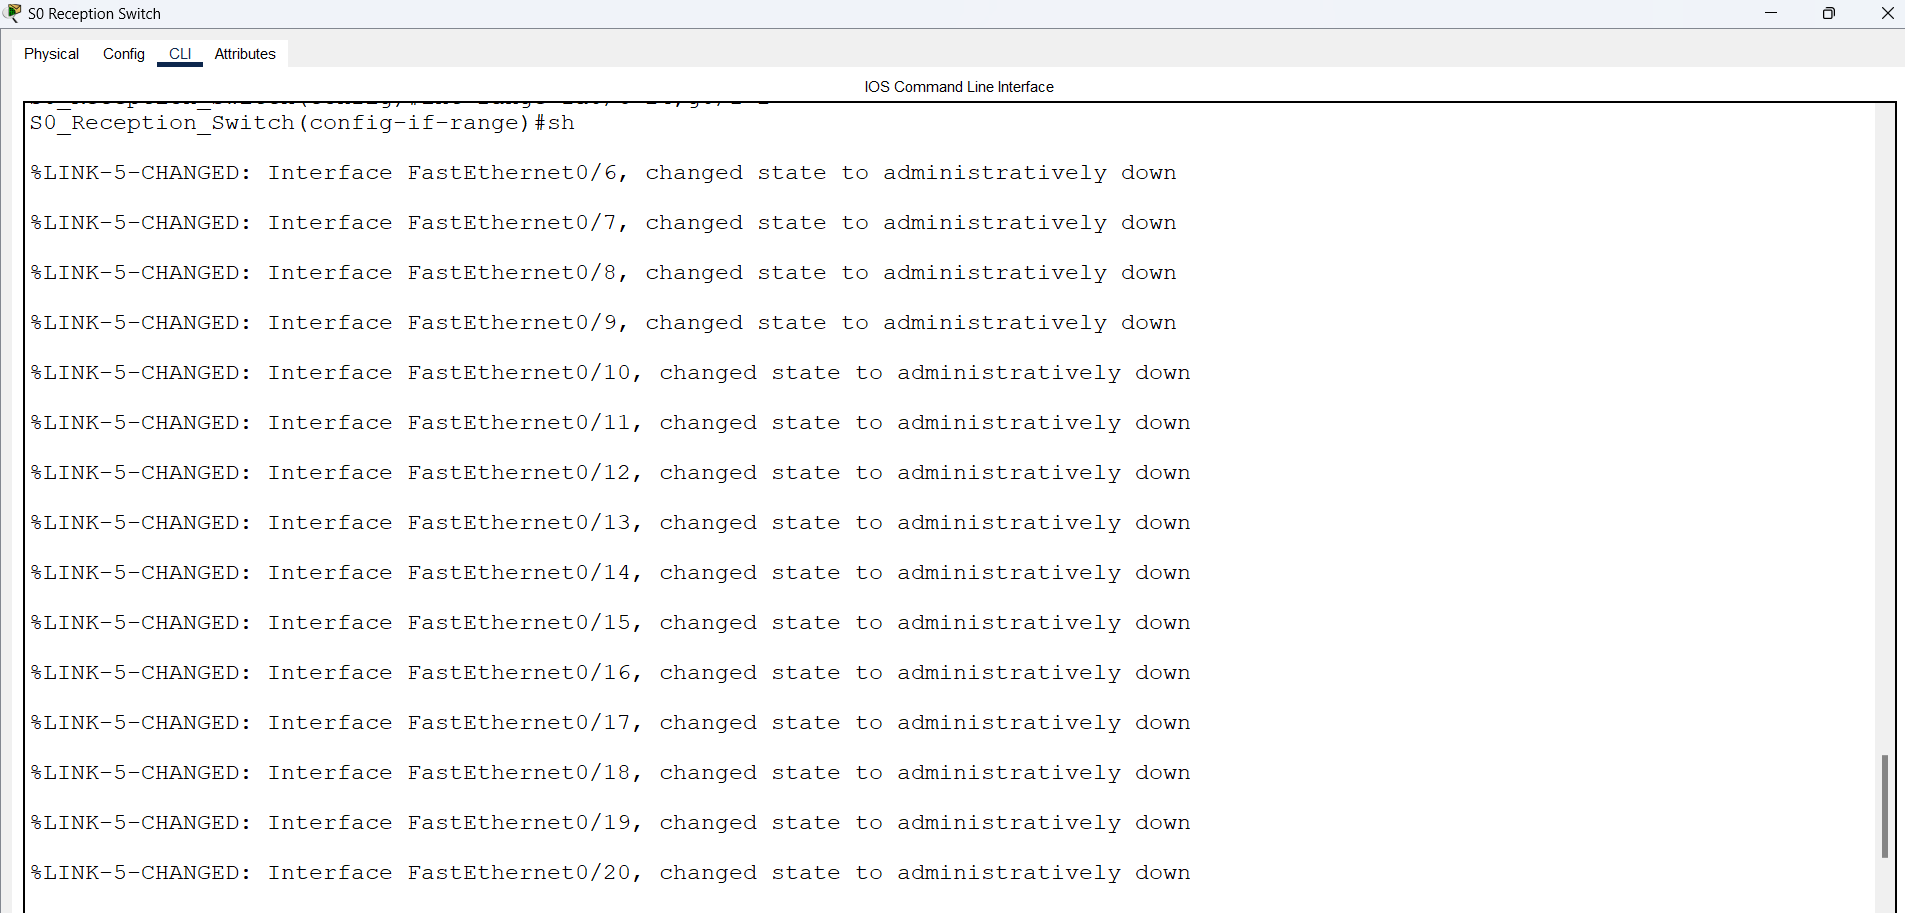 S0 Reception Switch
Physical Config CLI Attributes
IOS Command Line Interface
S0_Reception_Switch(config-if-range)#sh
%LINK-5-CHANGED: Interface FastEthernet0/6, changed state to administratively down
%LINK-5-CHANGED: Interface FastEthernet0/7, changed state to administratively down
%LINK-5-CHANGED: Interface FastEthernet0/8, changed state to administratively down
%LINK-5-CHANGED: Interface FastEthernet0/9, changed state to administratively down
%LINK-5-CHANGED: Interface FastEthernet0/10, changed state to administratively down
%LINK-5-CHANGED: Interface FastEthernet0/11, changed state to administratively down
%LINK-5-CHANGED: Interface FastEthernet0/12, changed state to administratively down
%LINK-5-CHANGED: Interface FastEthernet0/13, changed state to administratively down
%LINK-5-CHANGED: Interface FastEthernet0/14, changed state to administratively down
%LINK-5-CHANGED: Interface FastEthernet0/15, changed state to administratively down
%LINK-5-CHANGED: Interface FastEthernet0/16, changed state to administratively down
%LINK-5-CHANGED: Interface FastEthernet0/17, changed state to administratively down
%LINK-5-CHANGED: Interface FastEthernet0/18, changed state to administratively down
%LINK-5-CHANGED: Interface FastEthernet0/19, changed state to administratively down
%LINK-5-CHANGED: Interface FastEthernet0/20, changed state to administratively down